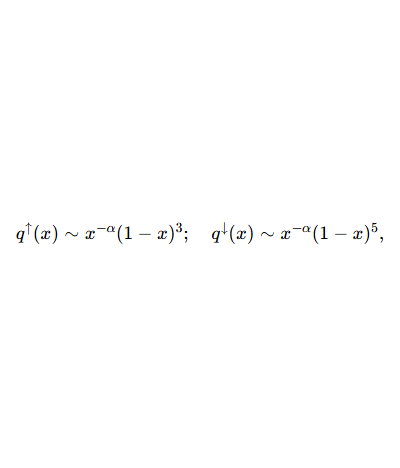 q↑(x) ∼ x⁻ᵅ(1 − x)³; q↓(x) ∼ x⁻ᵅ(1 − x)⁵,